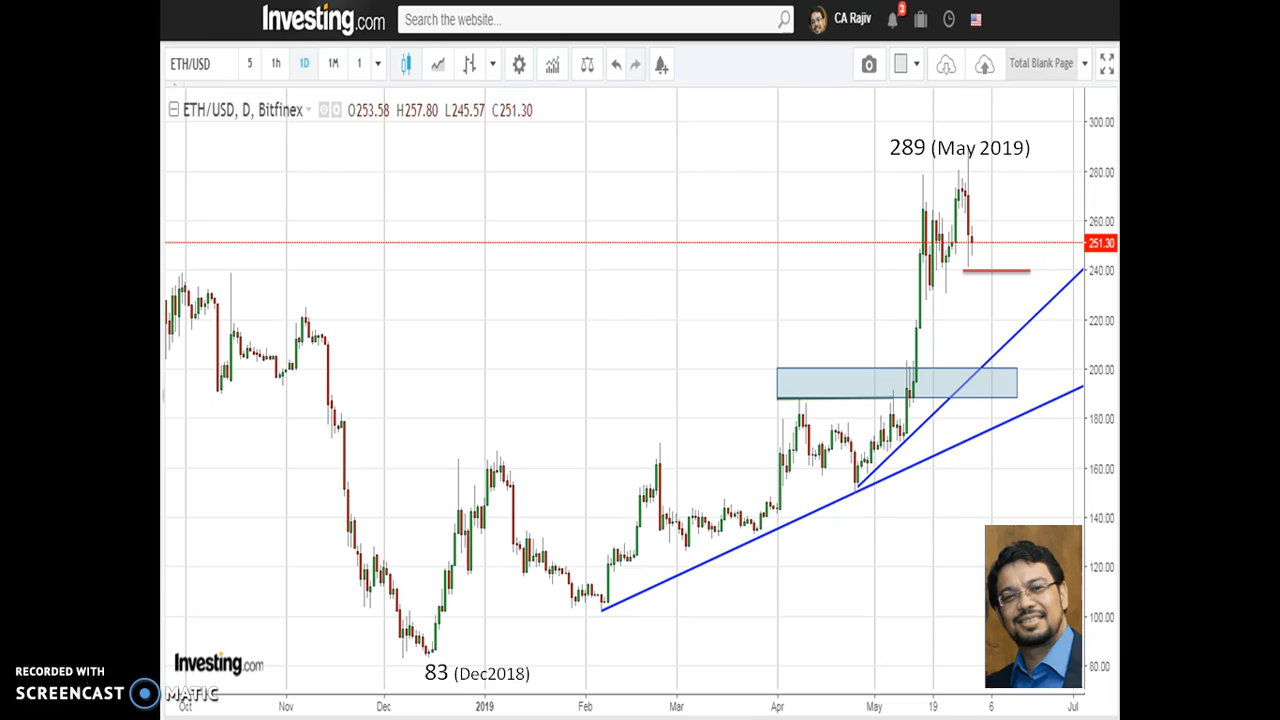 Investing.com
Search the website...
CA Rajiv
3
ETH/USD
5
1h
1D
1M
1
Total Blank Page
ETH/USD, D, Bitfinex
O253.58 H257.80 L245.57 C251.30
300.00
289 (May 2019)
280.00
260.00
251.30
240.00
220.00
200.00
180.00
160.00
140.00
120.00
100.00
80.00
Investing.com
83 (Dec2018)
RECORDED WITH
SCREENCAST MATIC
Oct Nov Dec 2019 Feb Mar Apr May 19 6 Jul